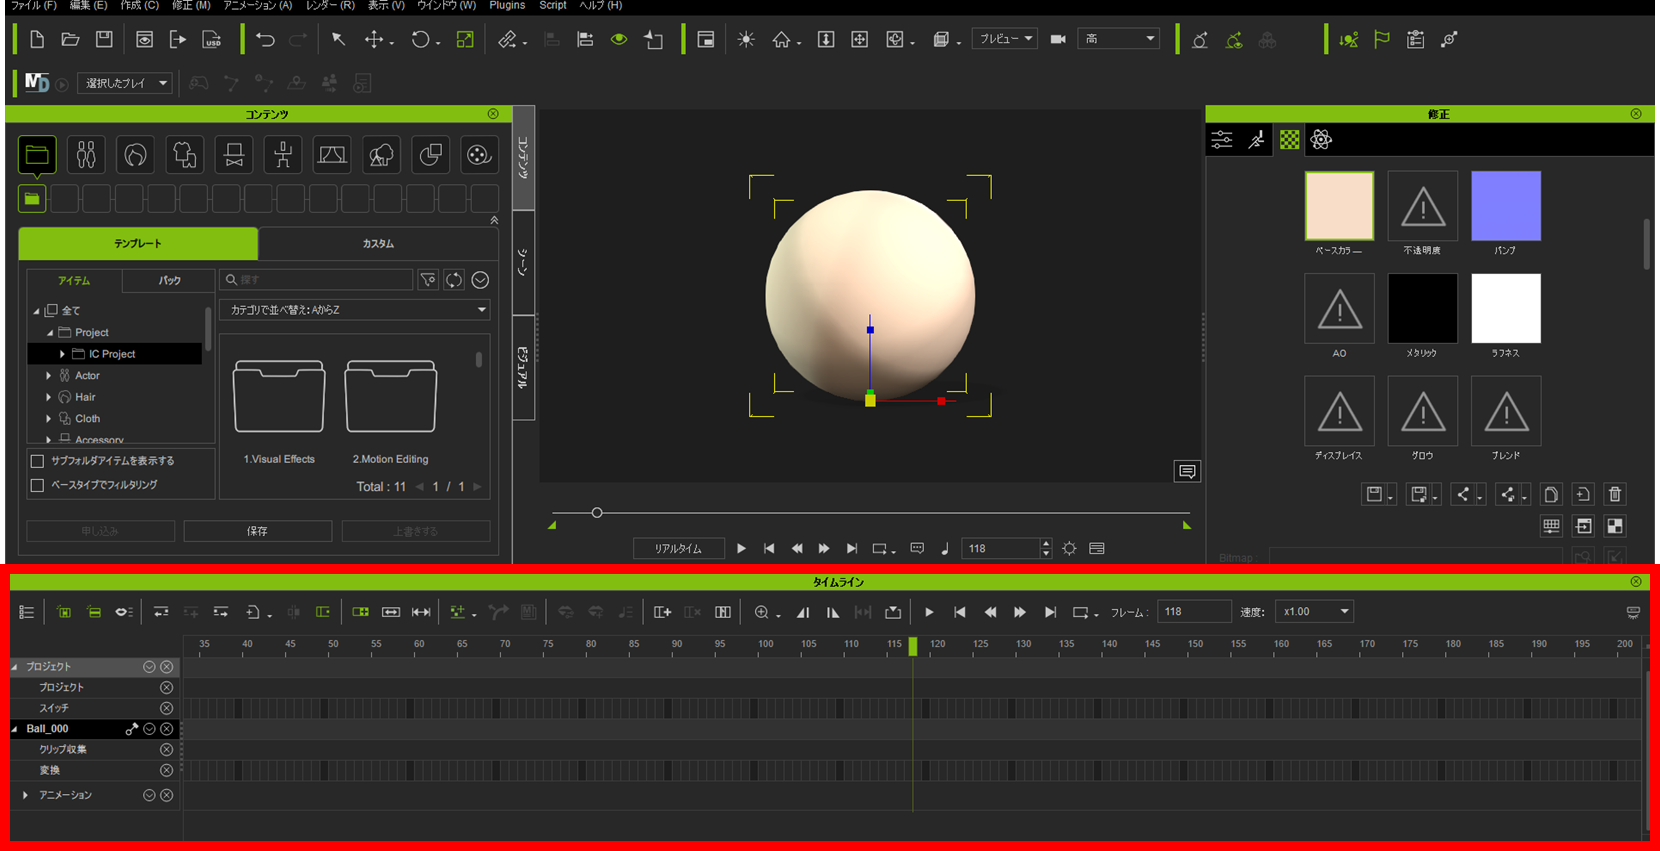 ファイル (F) 編集 (E) 作成 (C) 修正 (M) アニメーション (A) レンダー (R) 表示 (V) ウインドウ (W) Plugins Script ヘルプ (H)
USD プレビュー 高
MD 選択したプレイ
コンテンツ
テンプレート カスタム
アイテム パック 探す
全て カテゴリで並べ替え: AからZ
Project
IC Project
Actor
Hair
Cloth
Accessory
1.Visual Effects 2.Motion Editing
サブフォルダアイテムを表示する
ベースタイプでフィルタリング
Total : 11 1 / 1
申し込み 保存 上書きする
コンテンツ
シーン
ビジュアル
リアルタイム 118
修正
ベースカラー 不透明度 バンプ
AO メタリック ラフネス
ディスプレイス グロウ ブレンド
Bitmap :
タイムライン
フレーム : 118 速度: x1.00
35 40 45 50 55 60 65 70 75 80 85 90 95 100 105 110 115 120 125 130 135 140 145 150 155 160 165 170 175 180 185 190 195 200
プロジェクト
プロジェクト
スイッチ
Ball_000
クリップ収集
変換
アニメーション